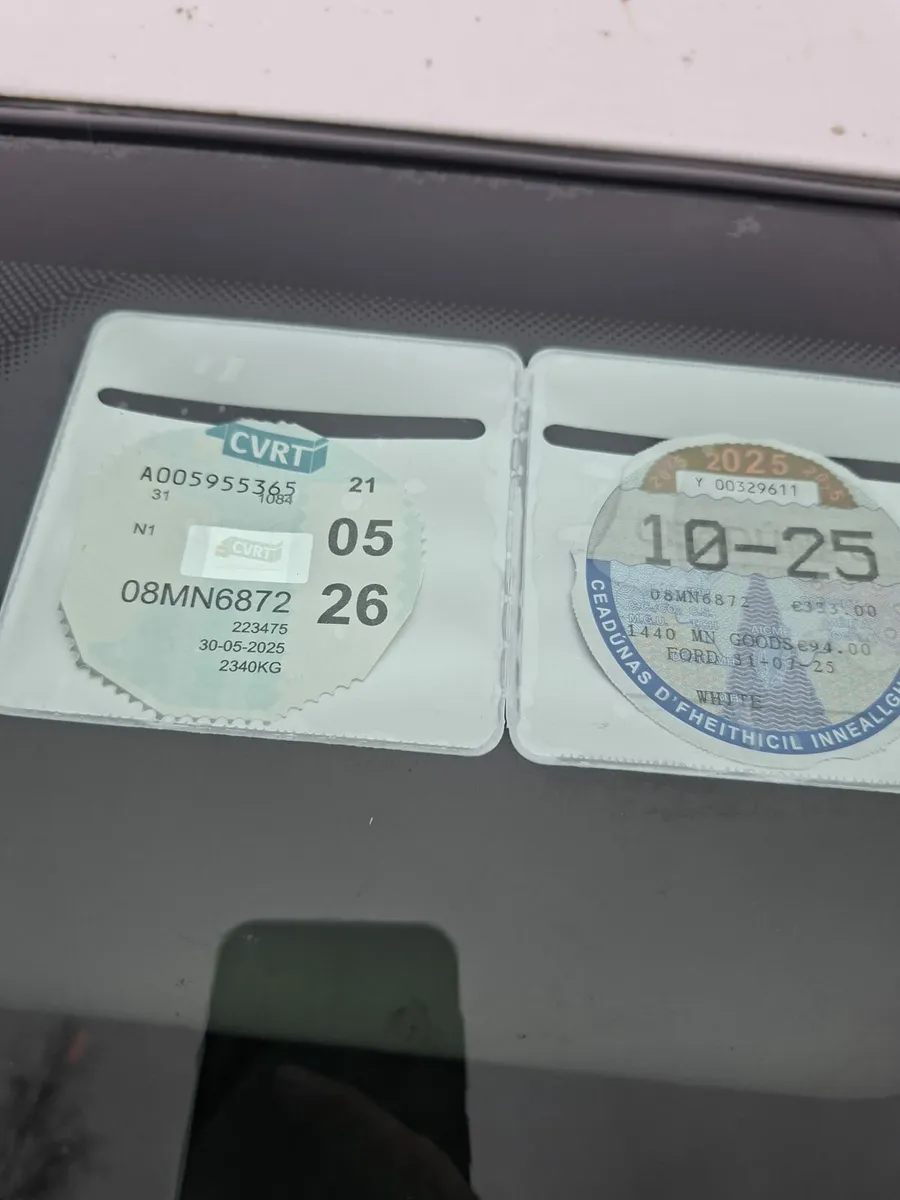 CVRT
A005955365 21
31 1084
N1 CVRT 05
08MN6872 26
223475
30-05-2025
2340KG
2025
Y 00329611
10-25
08MN6872 €333.00
1440 MN GOODS €94.00
FORD 31-07-25
WHITE
CEADÚNAS D'FHEITHICIL